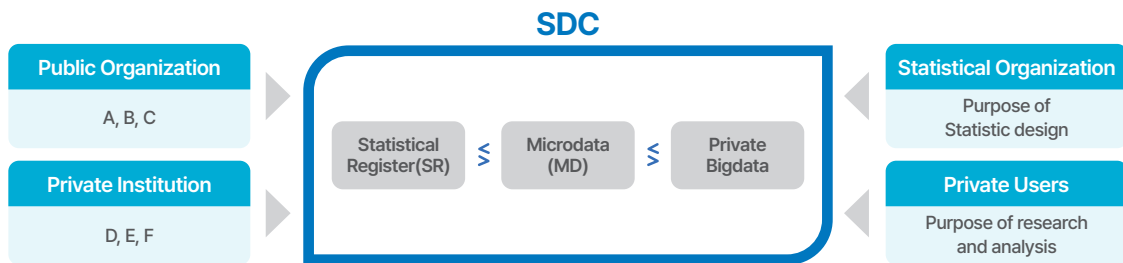 SDC
Public Organization
A, B, C
Private Institution
D, E, F
Statistical
Register(SR)
Microdata
(MD)
Private
Bigdata
Statistical Organization
Purpose of
Statistic design
Private Users
Purpose of research
and analysis